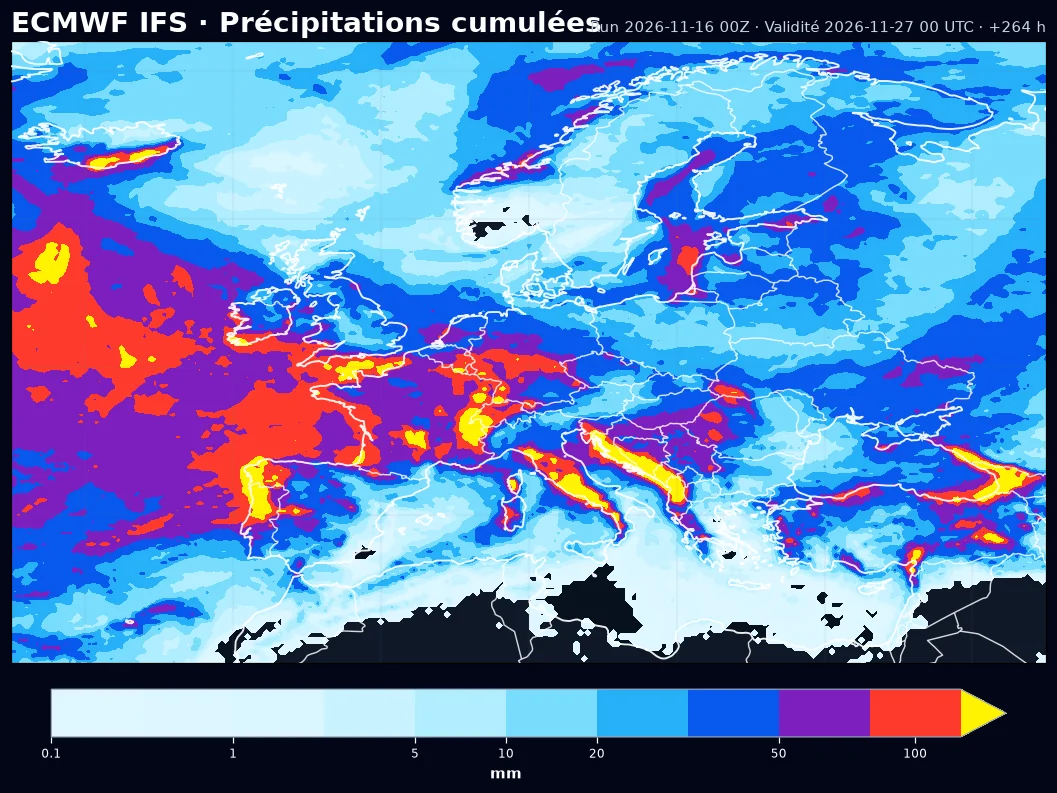 ECMWF IFS · Précipitations cumulées
Run 2026-11-16 00Z · Validité 2026-11-27 00 UTC · +264 h
0.1 1 5 10 20 50 100
mm